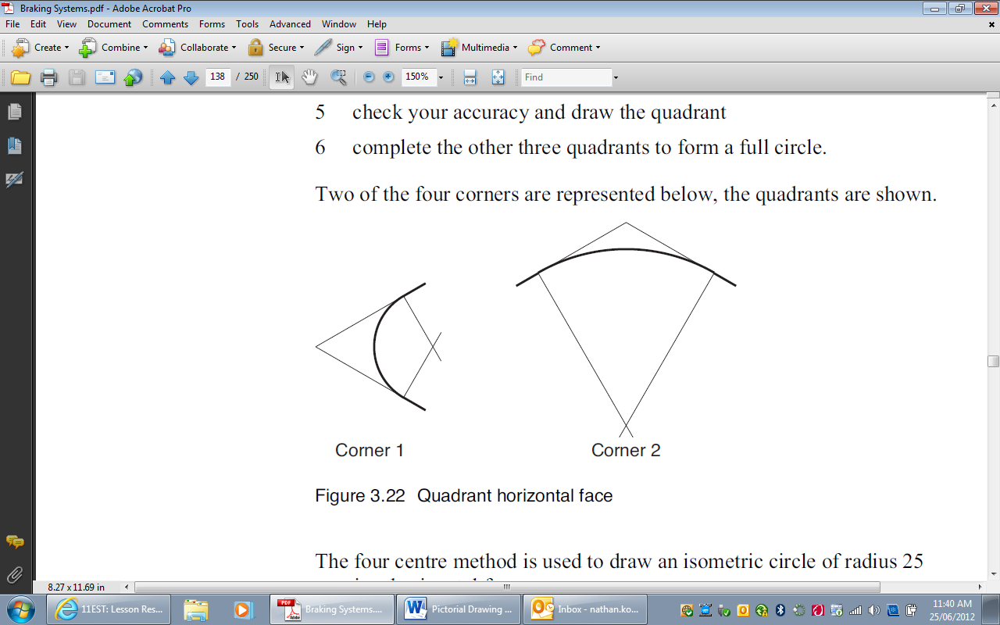 Braking Systems.pdf - Adobe Acrobat Pro
File Edit View Document Comments Forms Tools Advanced Window Help
Create Combine Collaborate Secure Sign Forms Multimedia Comment
138 / 250 150% Find
5 check your accuracy and draw the quadrant
6 complete the other three quadrants to form a full circle.
Two of the four corners are represented below, the quadrants are shown.
Corner 1 Corner 2
Figure 3.22 Quadrant horizontal face
The four centre method is used to draw an isometric circle of radius 25
8.27 x 11.69 in
11EST: Lesson Res... Braking Systems.... Pictorial Drawing ... Inbox - nathan.ko... 11:40 AM
25/06/2012